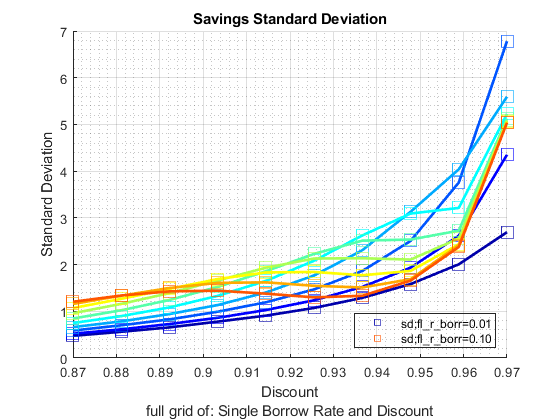 Savings Standard Deviation
7
6
5
4
3
2
1
0
Standard Deviation
0.87 0.88 0.89 0.9 0.91 0.92 0.93 0.94 0.95 0.96 0.97
sd;fl_r_borr=0.01
sd;fl_r_borr=0.10
Discount
full grid of: Single Borrow Rate and Discount